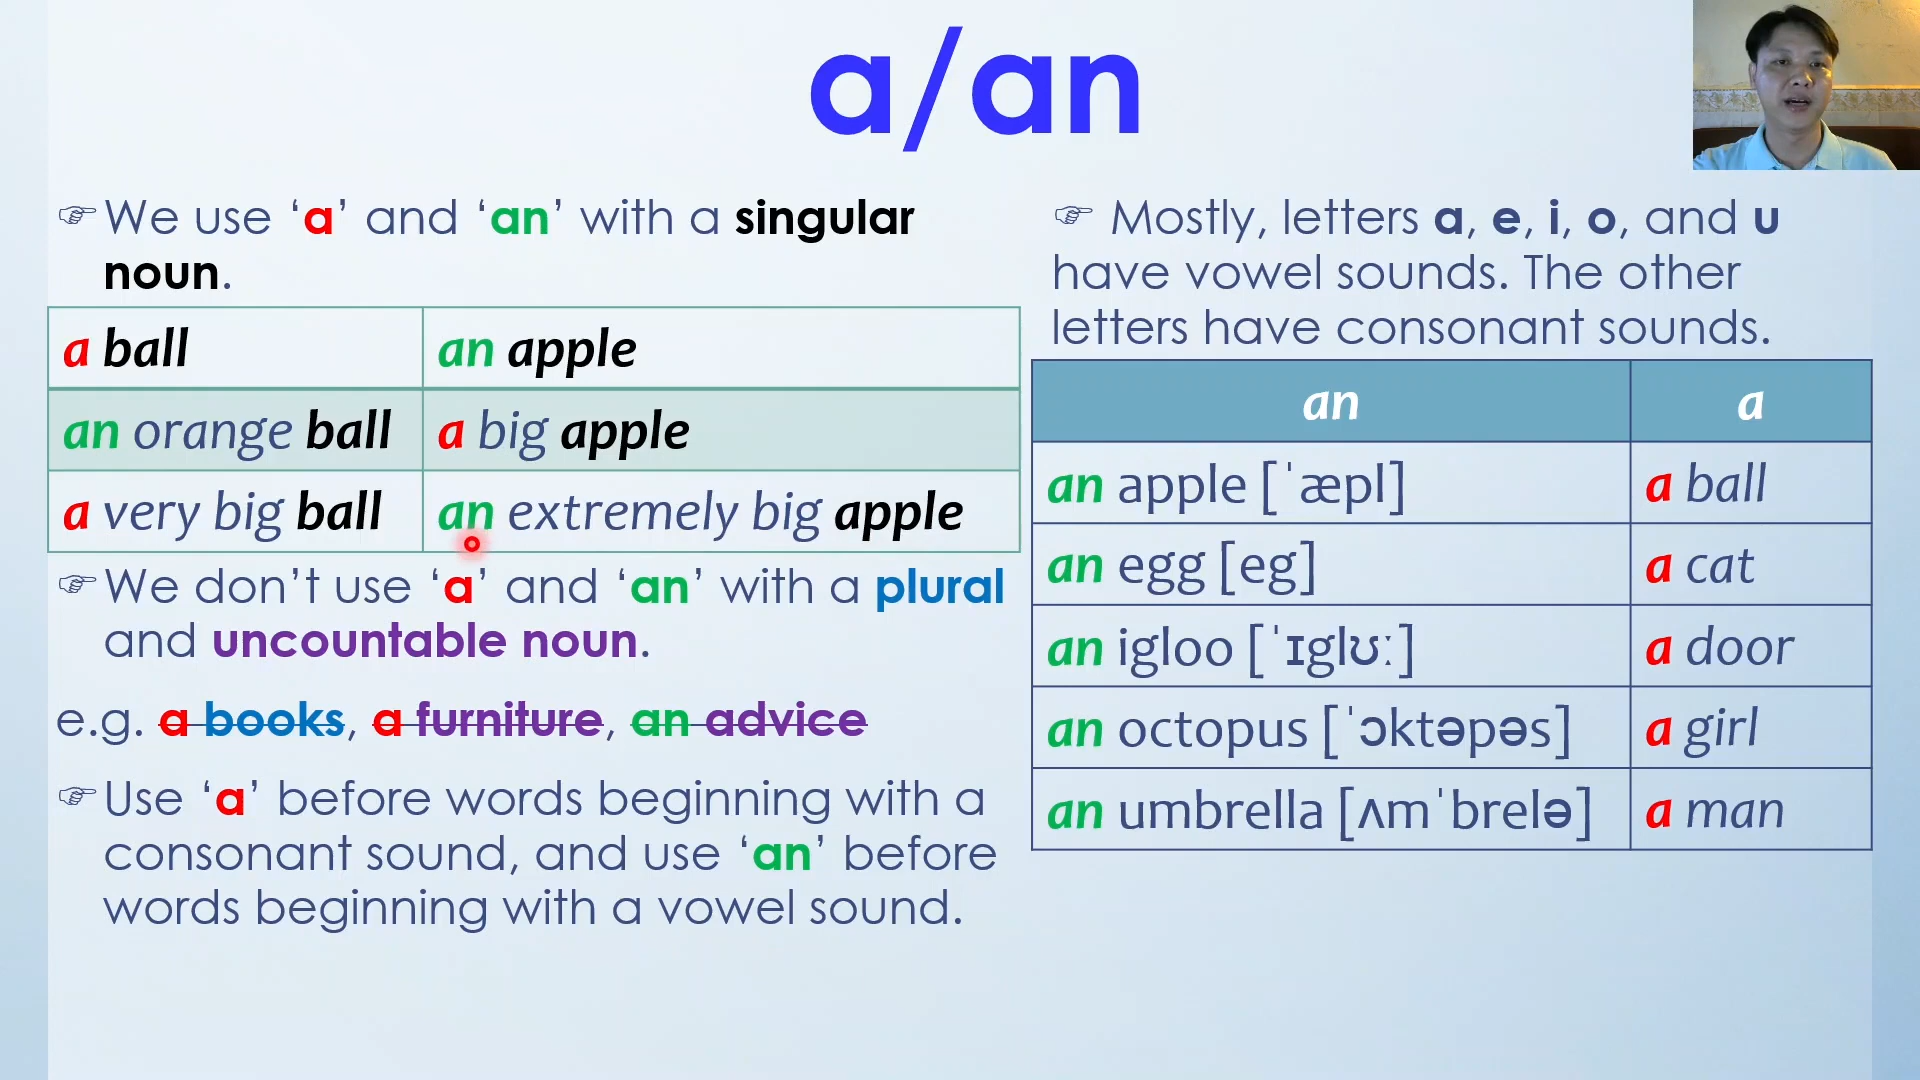 a/an
☞We use ‘a’ and ‘an’ with a singular
noun.
a ball
an apple
an orange ball
a big apple
a very big ball
an extremely big apple
☞We don’t use ‘a’ and ‘an’ with a plural
and uncountable noun.
e.g. a books, a furniture, an advice
☞Use ‘a’ before words beginning with a
consonant sound, and use ‘an’ before
words beginning with a vowel sound.
☞ Mostly, letters a, e, i, o, and u
have vowel sounds. The other
letters have consonant sounds.
an
a
an apple [ˈæpl]
a ball
an egg [eg]
a cat
an igloo [ˈɪglʊː]
a door
an octopus [ˈɔktəpəs]
a girl
an umbrella [ʌmˈbrelə]
a man